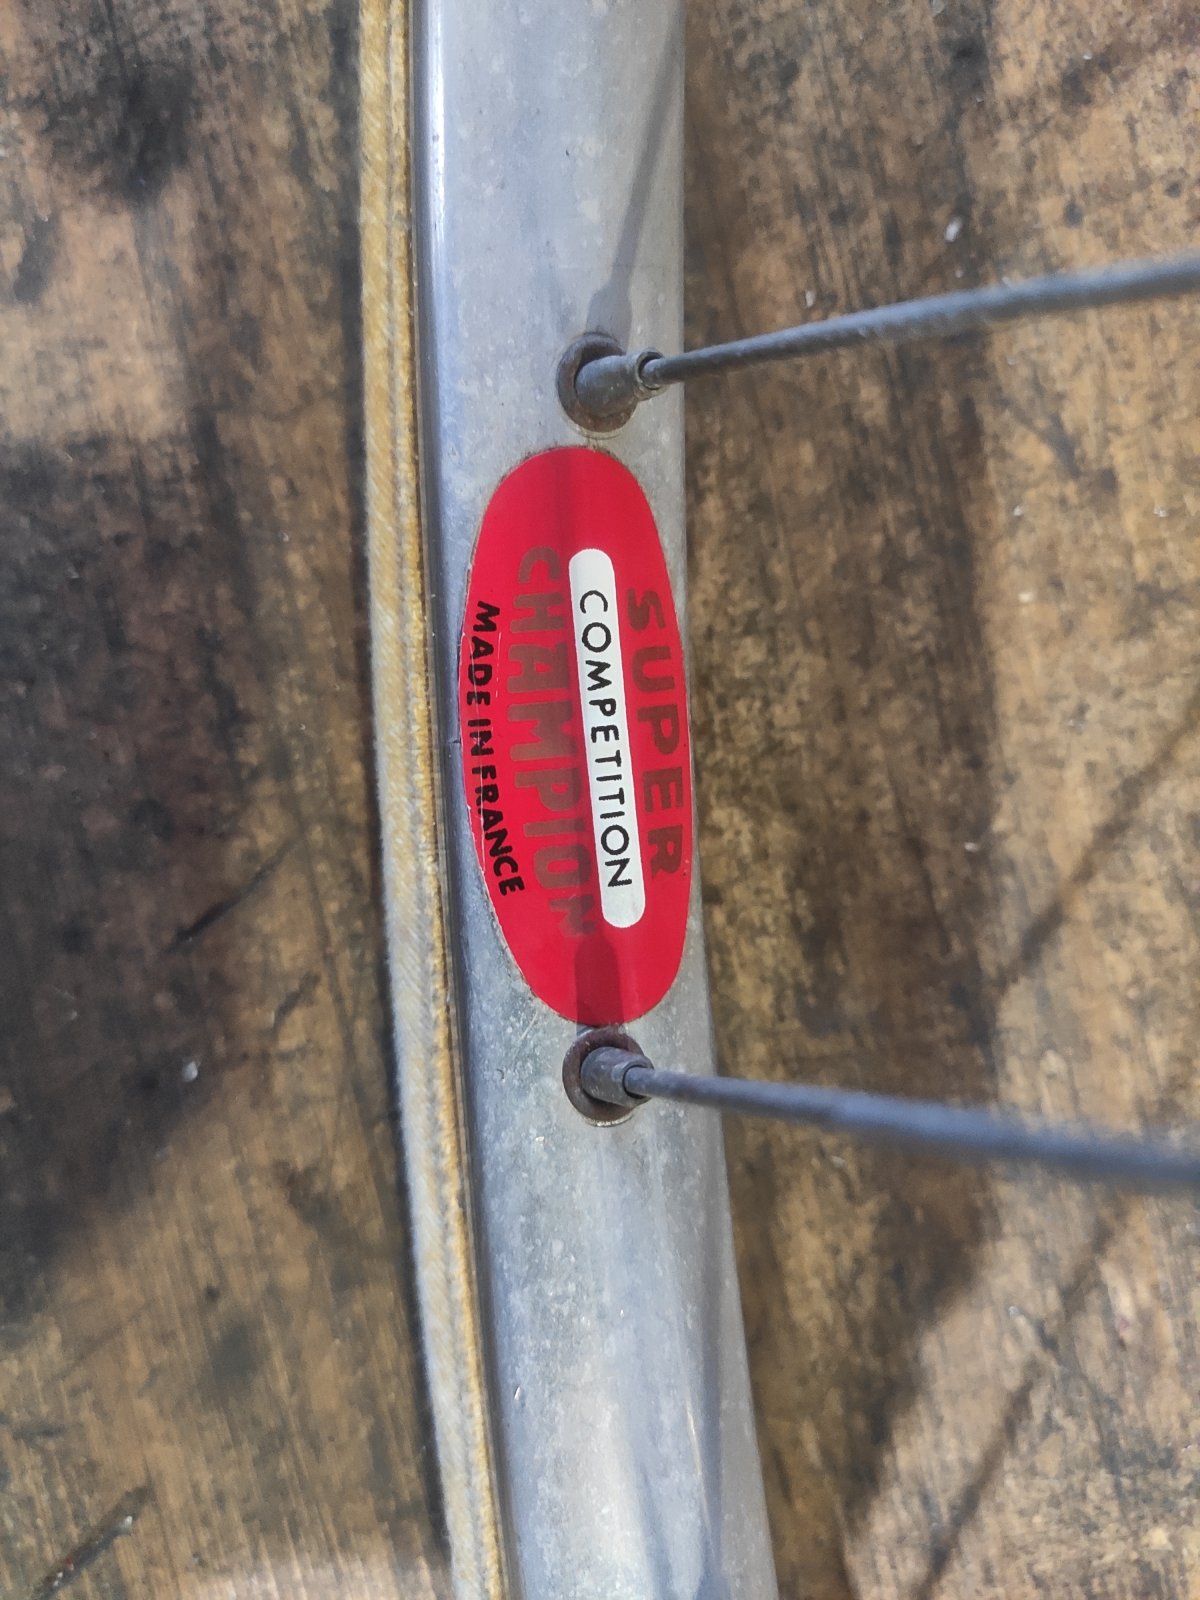 SUPER
COMPETITION
CHAMPION
MADE IN FRANCE